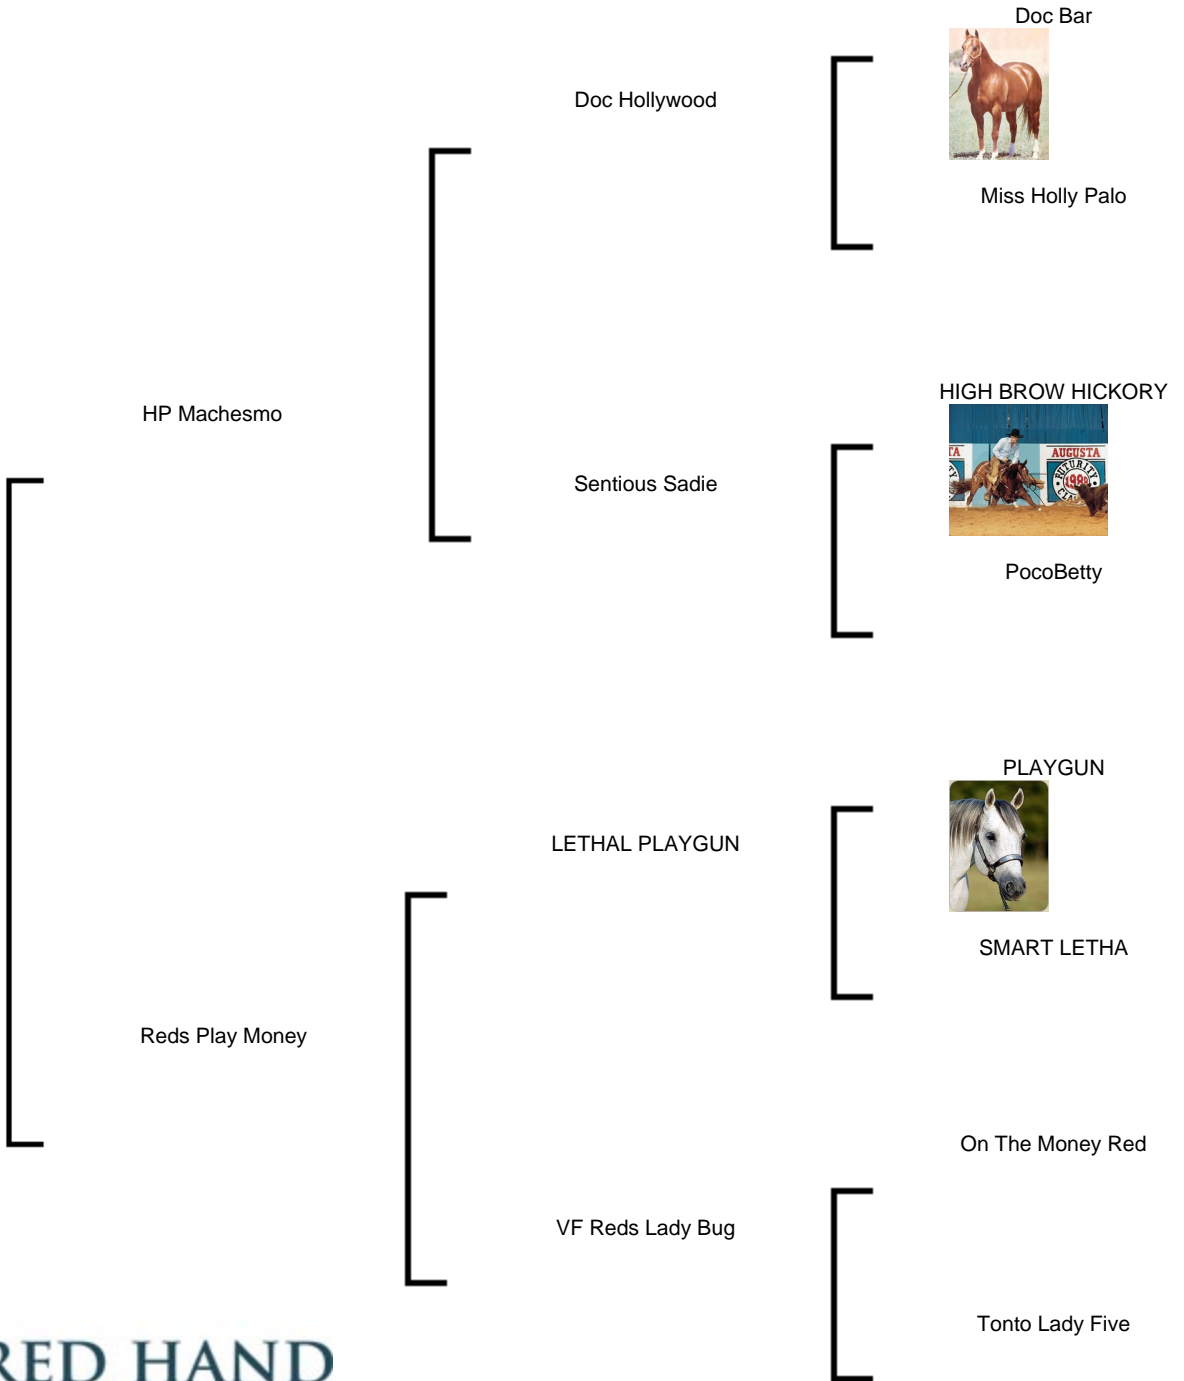 Doc Bar
Doc Hollywood
Miss Holly Palo
HIGH BROW HICKORY
HP Machesmo
AUGUSTA
FUTURITY
Sentious Sadie
PocoBetty
PLAYGUN
LETHAL PLAYGUN
SMART LETHA
Reds Play Money
On The Money Red
VF Reds Lady Bug
Tonto Lady Five
RED HAND